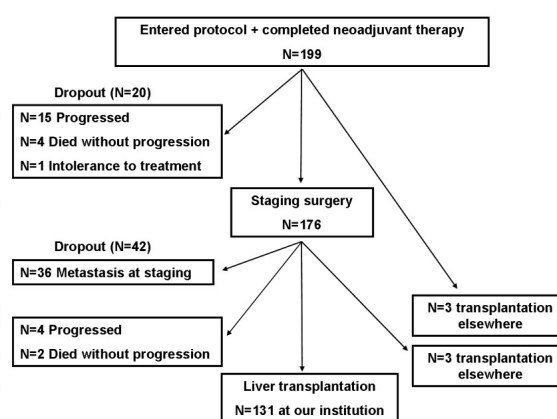 Entered protocol + completed neoadjuvant therapy
N=199
Dropout (N=20)
N=15 Progressed
N=4 Died without progression
N=1 Intolerance to treatment
Staging surgery
N=176
Dropout (N=42)
N=36 Metastasis at staging
N=4 Progressed
N=2 Died without progression
N=3 transplantation
elsewhere
N=3 transplantation
elsewhere
Liver transplantation
N=131 at our institution